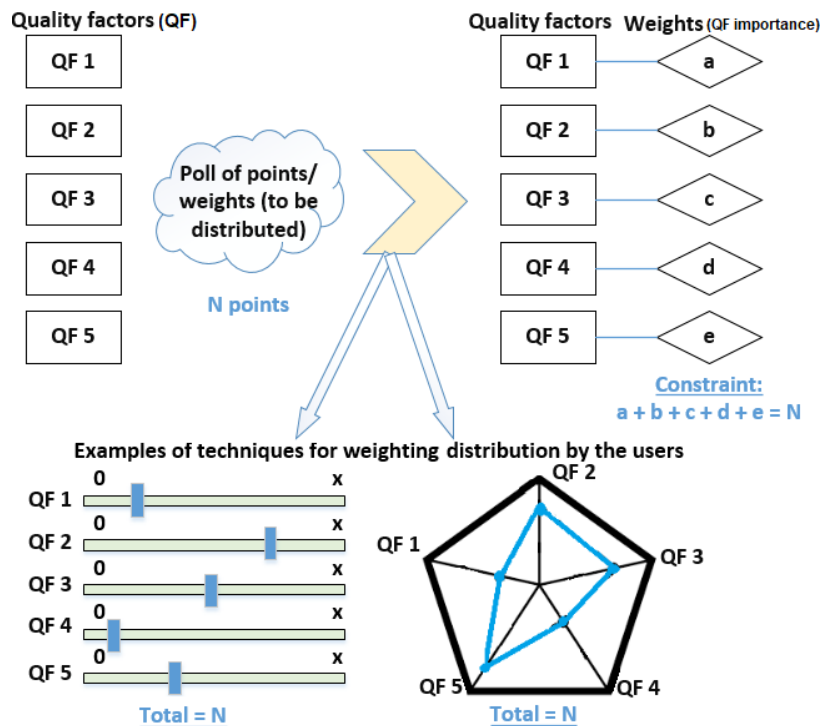 Quality factors (QF)
QF 1
QF 2
QF 3
QF 4
QF 5
Poll of points/
weights (to be
distributed)
N points
Quality factors Weights (QF importance)
QF 1 a
QF 2 b
QF 3 c
QF 4 d
QF 5 e
Constraint:
a + b + c + d + e = N
Examples of techniques for weighting distribution by the users
0 x
QF 1
0 x
QF 2
0 x
QF 3
0 x
QF 4
0 x
QF 5
Total = N
QF 2
QF 1
QF 3
QF 5
QF 4
Total = N